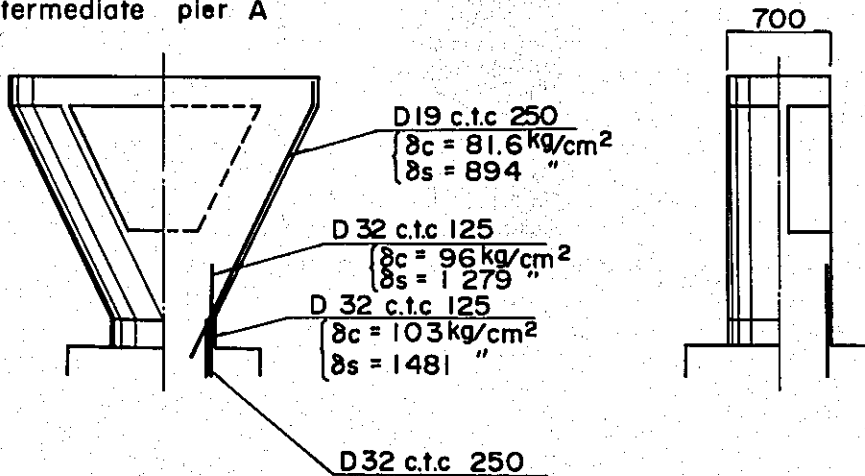 termediate pier A
700
D19 c.t.c 250
δc = 81.6 kg/cm2
δs = 894 "
D 32 c.t.c 125
δc = 96 kg/cm2
δs = 1 279 "
D 32 c.t.c 125
δc = 103 kg/cm2
δs = 1481 "
D32 c.t.c 250